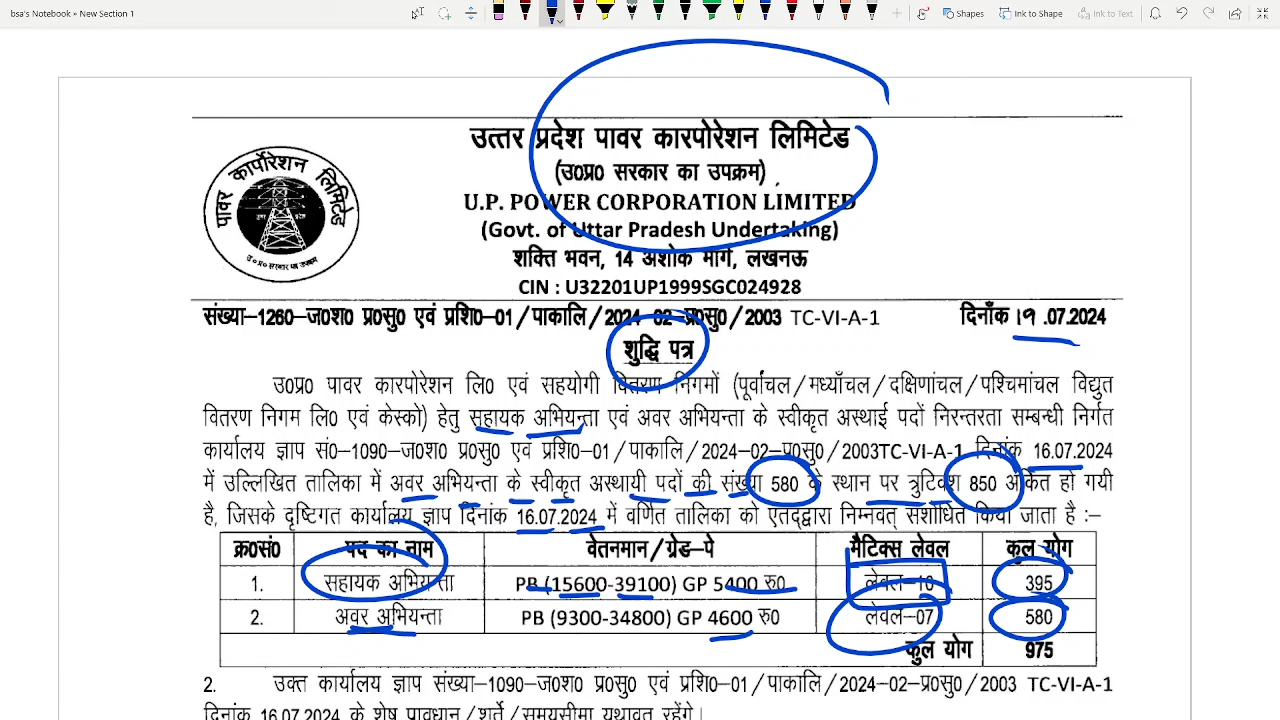 bsa's Notebook » New Section 1
Shapes
Ink to Shape
Ink to Text
उत्तर प्रदेश पावर कारपोरेशन लिमिटेड
(उ0प्र0 सरकार का उपक्रम)
U.P. POWER CORPORATION LIMITED
(Govt. of Uttar Pradesh Undertaking)
शक्ति भवन, 14 अशोक मार्ग, लखनऊ
CIN : U32201UP1999SGC024928
पावर कार्पोरेशन लिमिटेड
उ०प्र० सरकार का उपक्रम
संख्या-1260-ज0श0 प्र0सु0 एवं प्रशि0-01/पाकालि/2024-02-प्र0सु0/2003 TC-VI-A-1 दिनाँक 19.07.2024
शुद्धि पत्र
उ0प्र0 पावर कारपोरेशन लि0 एवं सहयोगी वितरण निगमों (पूर्वांचल/मध्याँचल/दक्षिणांचल/पश्चिमांचल विद्युत
वितरण निगम लि0 एवं केस्को) हेतु सहायक अभियन्ता एवं अवर अभियन्ता के स्वीकृत अस्थाई पदों निरन्तरता सम्बन्धी निर्गत
कार्यालय ज्ञाप सं0-1090-ज0श0 प्र0सु0 एवं प्रशि0-01/पाकालि/2024-02-प्र0सु0/2003TC-VI-A-1 दिनांक 16.07.2024
में उल्लिखित तालिका में अवर अभियन्ता के स्वीकृत अस्थायी पदों की संख्या 580 के स्थान पर त्रुटिवश 850 अंकित हो गयी
है, जिसके दृष्टिगत कार्यालय ज्ञाप दिनांक 16.07.2024 में वर्णित तालिका को एतद्द्वारा निम्नवत् संशोधित किया जाता है :-
क्र0सं0 पद का नाम वेतनमान/ग्रेड-पे मैटिक्स लेवल कुल योग
1. सहायक अभियन्ता PB (15600-39100) GP 5400 रु0 लेवल-10 395
2. अवर अभियन्ता PB (9300-34800) GP 4600 रु0 लेवल-07 580
कुल योग 975
2. उक्त कार्यालय ज्ञाप संख्या-1090-ज0श0 प्र0सु0 एवं प्रशि0-01/पाकालि/2024-02-प्र0सु0/2003 TC-VI-A-1
दिनांक 16.07.2024 के शेष प्रावधान/शर्ते/समयसीमा यथावत रहेंगे।